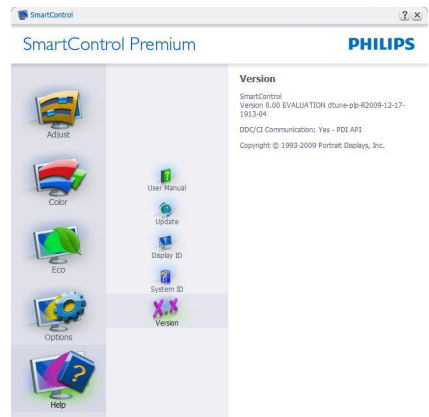 SmartControl
SmartControl Premium
PHILIPS
Adjust
Color
Eco
Options
Help
User Manual
Update
Display ID
System ID
X.X
Version
Version
SmartControl
Version 0.00 EVALUATION dtune-plp-R2009-12-17-
1913-04
DDC/CI Communication: Yes - PDI API
Copyright © 1993-2009 Portrait Displays, Inc.